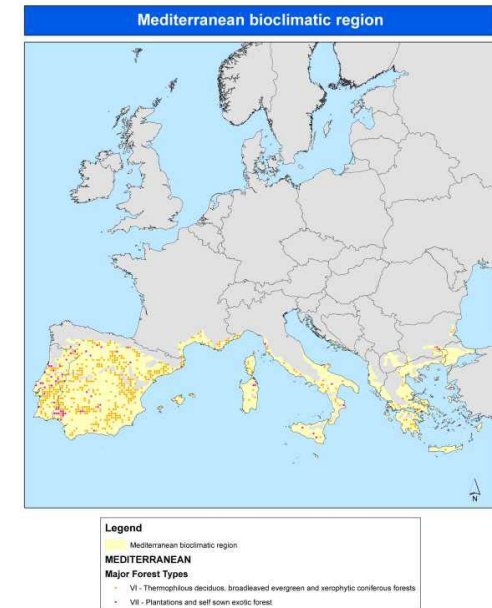 Mediterranean bioclimatic region
N
Legend
Mediterranean bioclimatic region
MEDITERRANEAN
Major Forest Types
VI - Thermophilous deciduos, broadleaved evergreen and xerophytic coniferous forests
VII - Plantations and self sown exotic forest